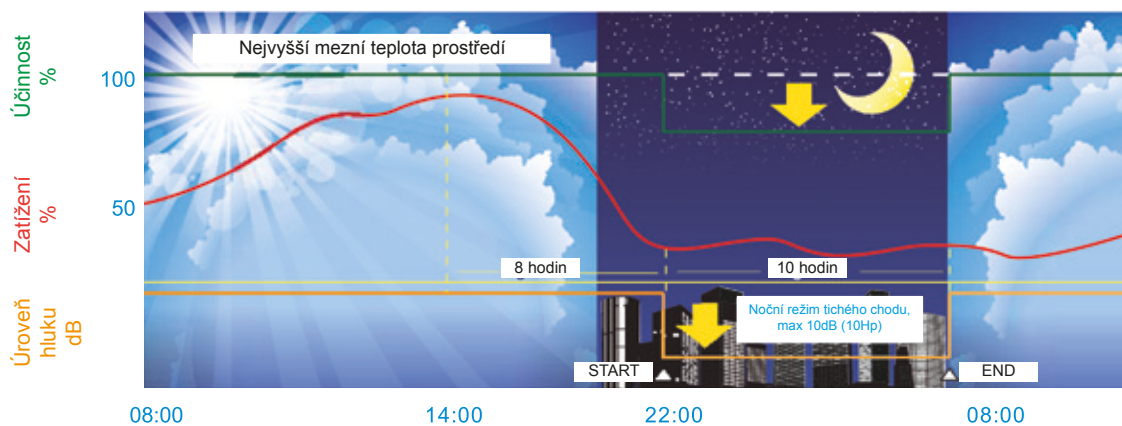 Nejvyšší mezní teplota prostředí
Účinnost
%
100
Zatížení
%
50
8 hodin
10 hodin
Úroveň
hluku
dB
Noční režim tichého chodu,
max 10dB (10Hp)
START
END
08:00
14:00
22:00
08:00